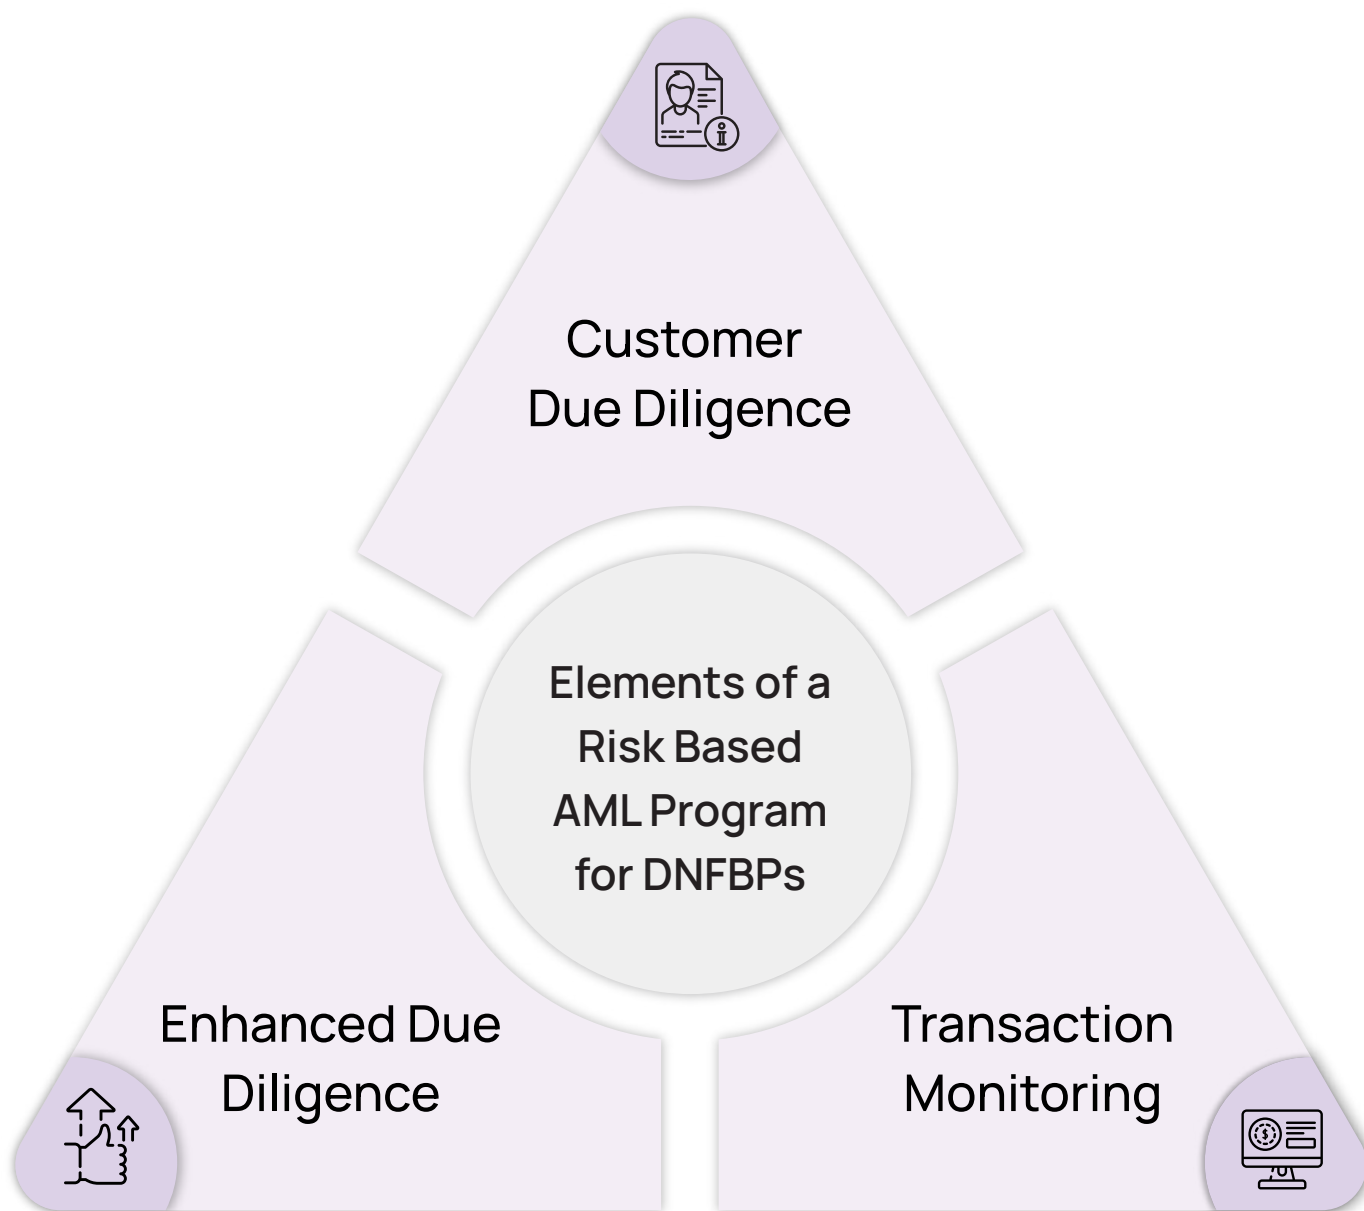 Customer
Due Diligence
Elements of a
Risk Based
AML Program
for DNFBPs
Enhanced Due
Diligence
Transaction
Monitoring